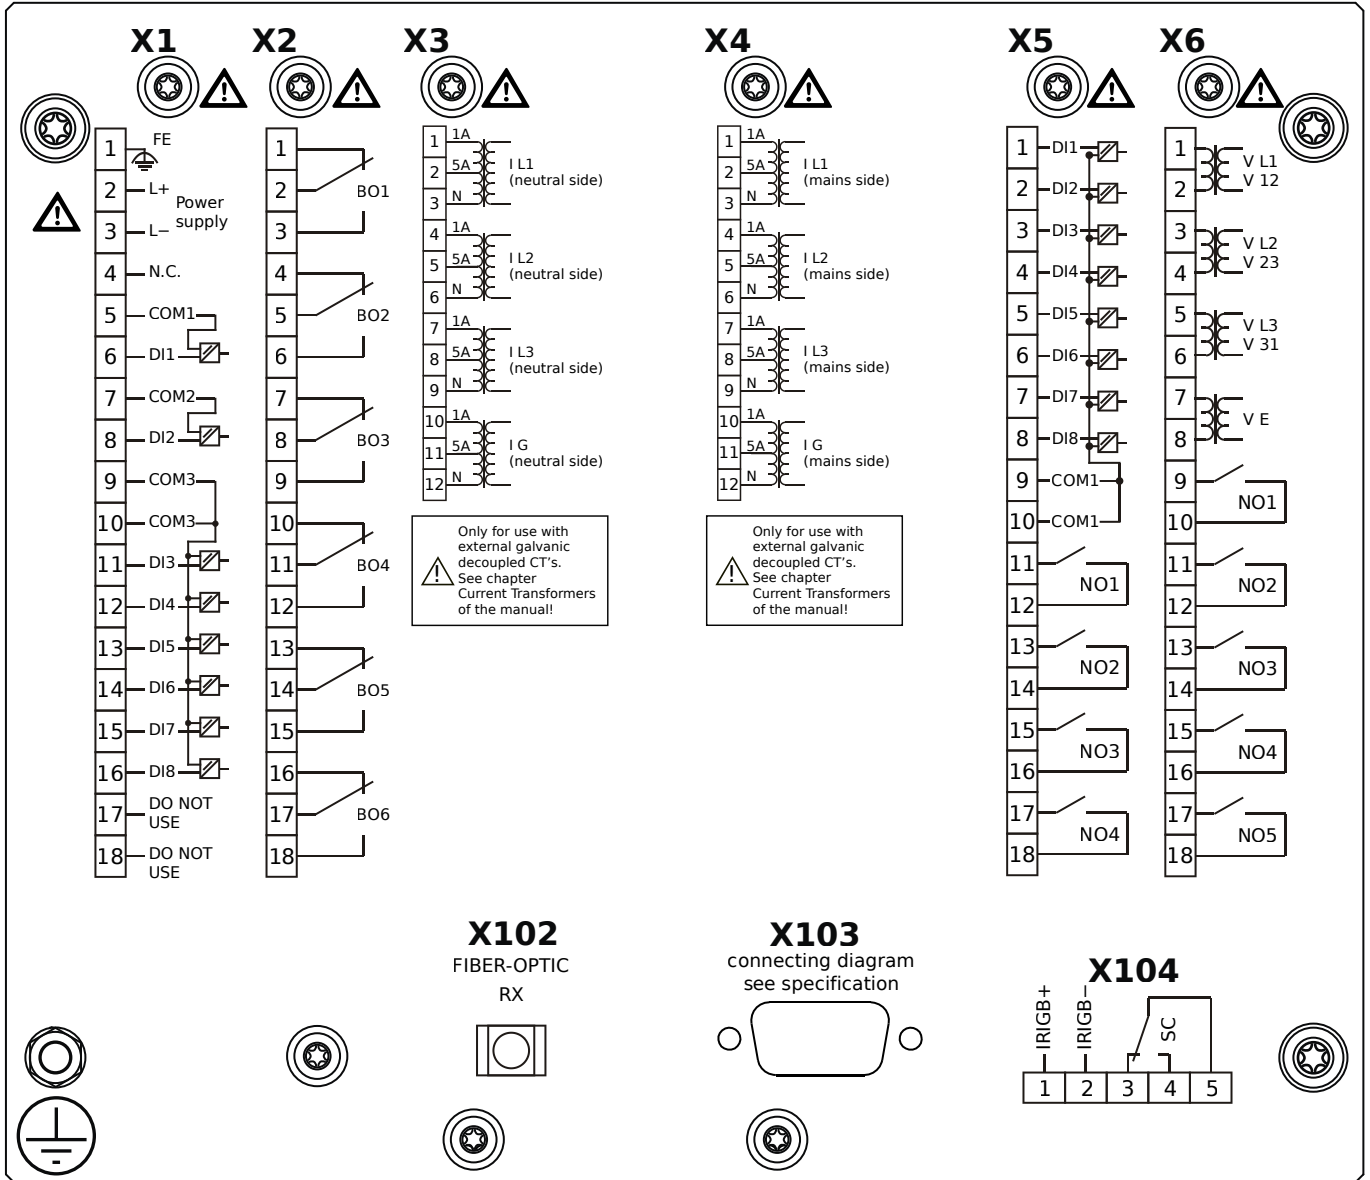 X1
X2
X3
X4
X5
X6
1 FE
2 L+
Power
supply
3 L−
4 N.C.
5 COM1
6 DI1
7 COM2
8 DI2
9 COM3
10 COM3
11 DI3
12 DI4
13 DI5
14 DI6
15 DI7
16 DI8
17 DO NOT
USE
18 DO NOT
USE
1
2 BO1
3
4
5 BO2
6
7
8 BO3
9
10
11 BO4
12
13
14 BO5
15
16
17 BO6
18
1 1A
2 5A
3 N
I L1
(neutral side)
4 1A
5 5A
6 N
I L2
(neutral side)
7 1A
8 5A
9 N
I L3
(neutral side)
10 1A
11 5A
12 N
I G
(neutral side)
Only for use with
external galvanic
decoupled CT's.
See chapter
Current Transformers
of the manual!
1 1A
2 5A
3 N
I L1
(mains side)
4 1A
5 5A
6 N
I L2
(mains side)
7 1A
8 5A
9 N
I L3
(mains side)
10 1A
11 5A
12 N
I G
(mains side)
Only for use with
external galvanic
decoupled CT's.
See chapter
Current Transformers
of the manual!
1 DI1
2 DI2
3 DI3
4 DI4
5 DI5
6 DI6
7 DI7
8 DI8
9 COM1
10 COM1
11
NO1
12
13
NO2
14
15
NO3
16
17
NO4
18
1
V L1
V 12
2
3
V L2
V 23
4
5
V L3
V 31
6
7
V E
8
9
NO1
10
11
NO2
12
13
NO3
14
15
NO4
16
17
NO5
18
X102
FIBER-OPTIC
RX
X103
connecting diagram
see specification
X104
IRIGB+
IRIGB−
SC
1 2 3 4 5